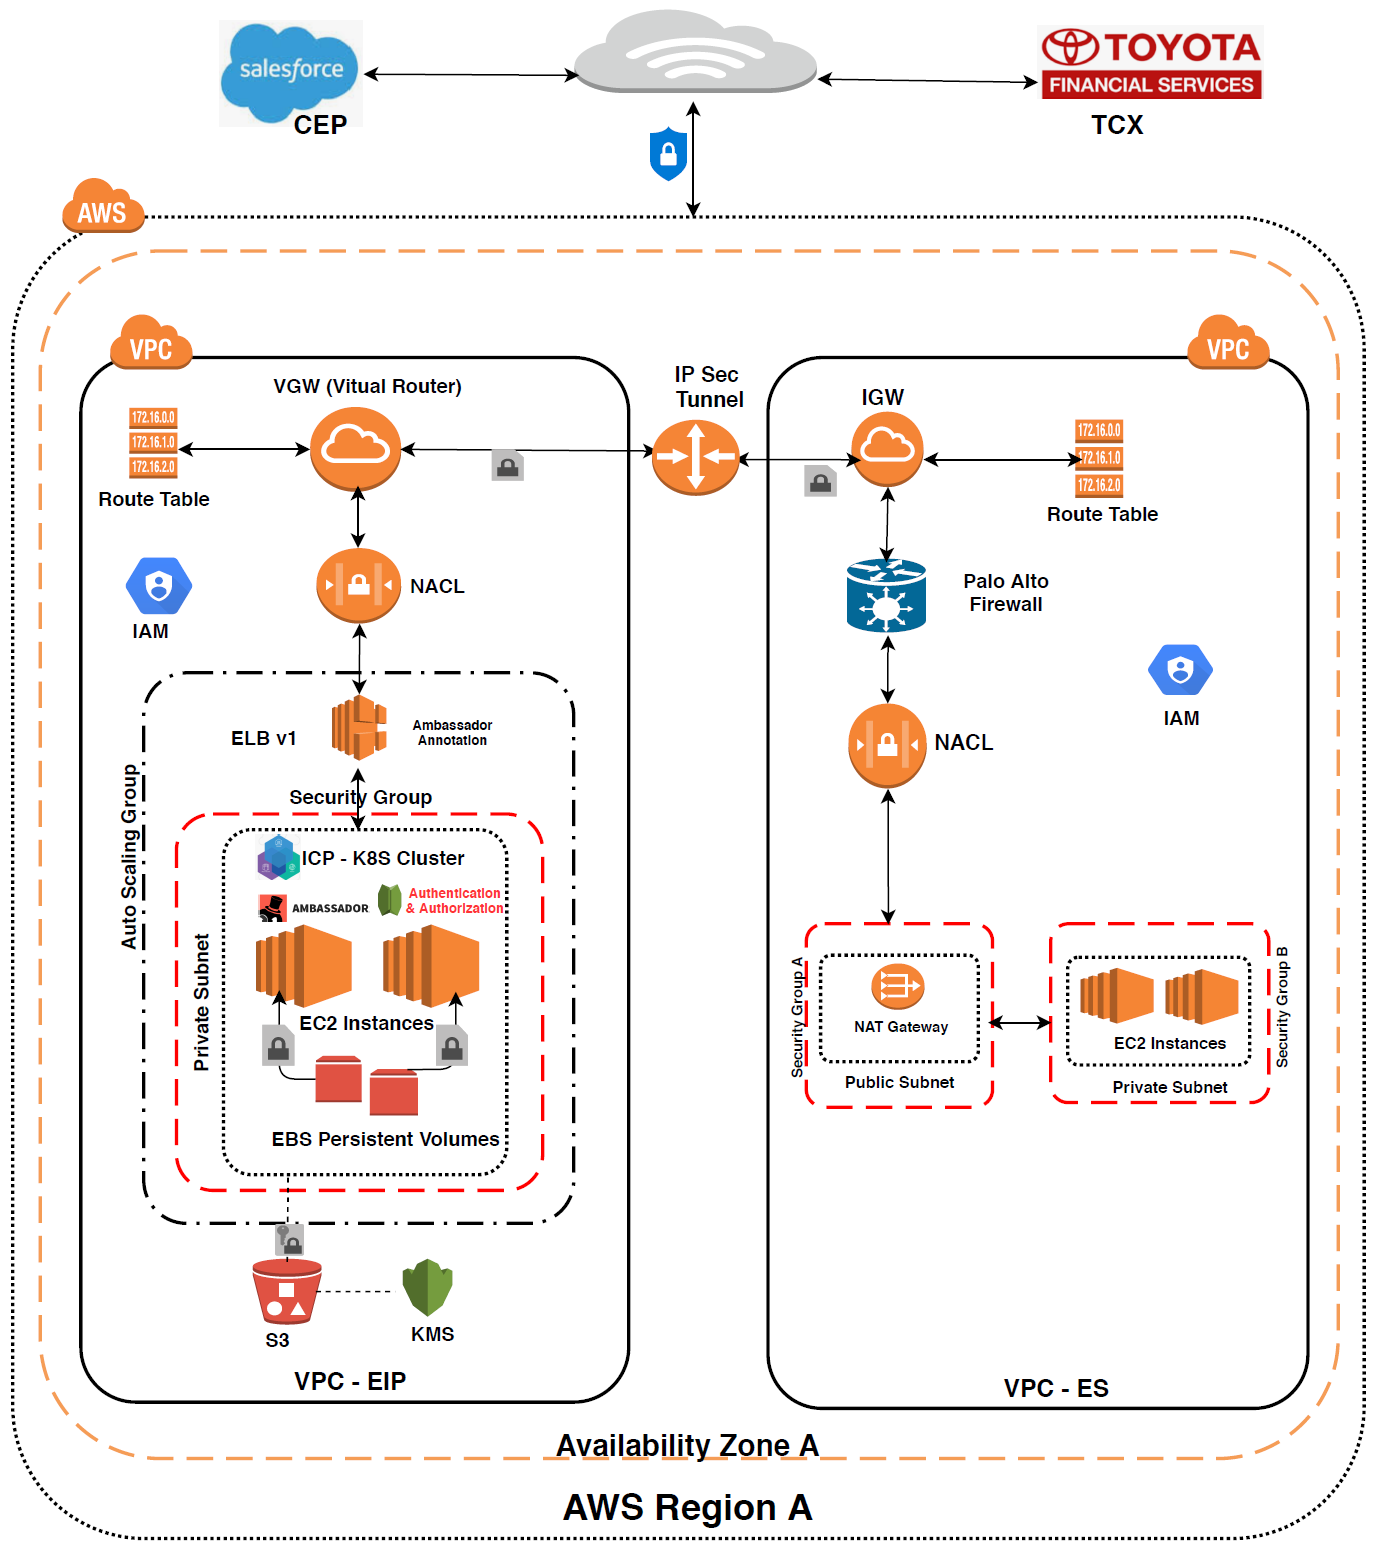 salesforce
CEP
TOYOTA
FINANCIAL SERVICES
TCX
AWS
VPC
VPC
VGW (Vitual Router)
IP Sec
Tunnel
IGW
172.16.0.0
172.16.1.0
172.16.2.0
Route Table
172.16.0.0
172.16.1.0
172.16.2.0
Route Table
NACL
IAM
Palo Alto
Firewall
IAM
ELB v1
Ambassador
Annotation
NACL
Auto Scaling Group
Security Group
Private Subnet
ICP - K8S Cluster
AMBASSADOR
Authentication
& Authorization
EC2 Instances
EBS Persistent Volumes
Security Group A
NAT Gateway
Public Subnet
EC2 Instances
Private Subnet
Security Group B
S3
KMS
VPC - EIP
VPC - ES
Availability Zone A
AWS Region A